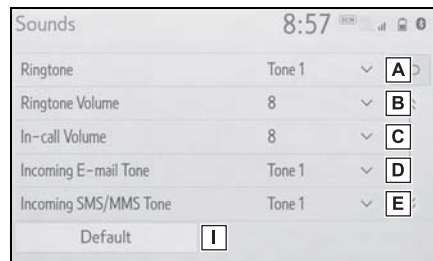 Sounds 8:57 DCM
Ringtone Tone 1 A
Ringtone Volume 8 B
In-call Volume 8 C
Incoming E-mail Tone Tone 1 D
Incoming SMS/MMS Tone Tone 1 E
Default I